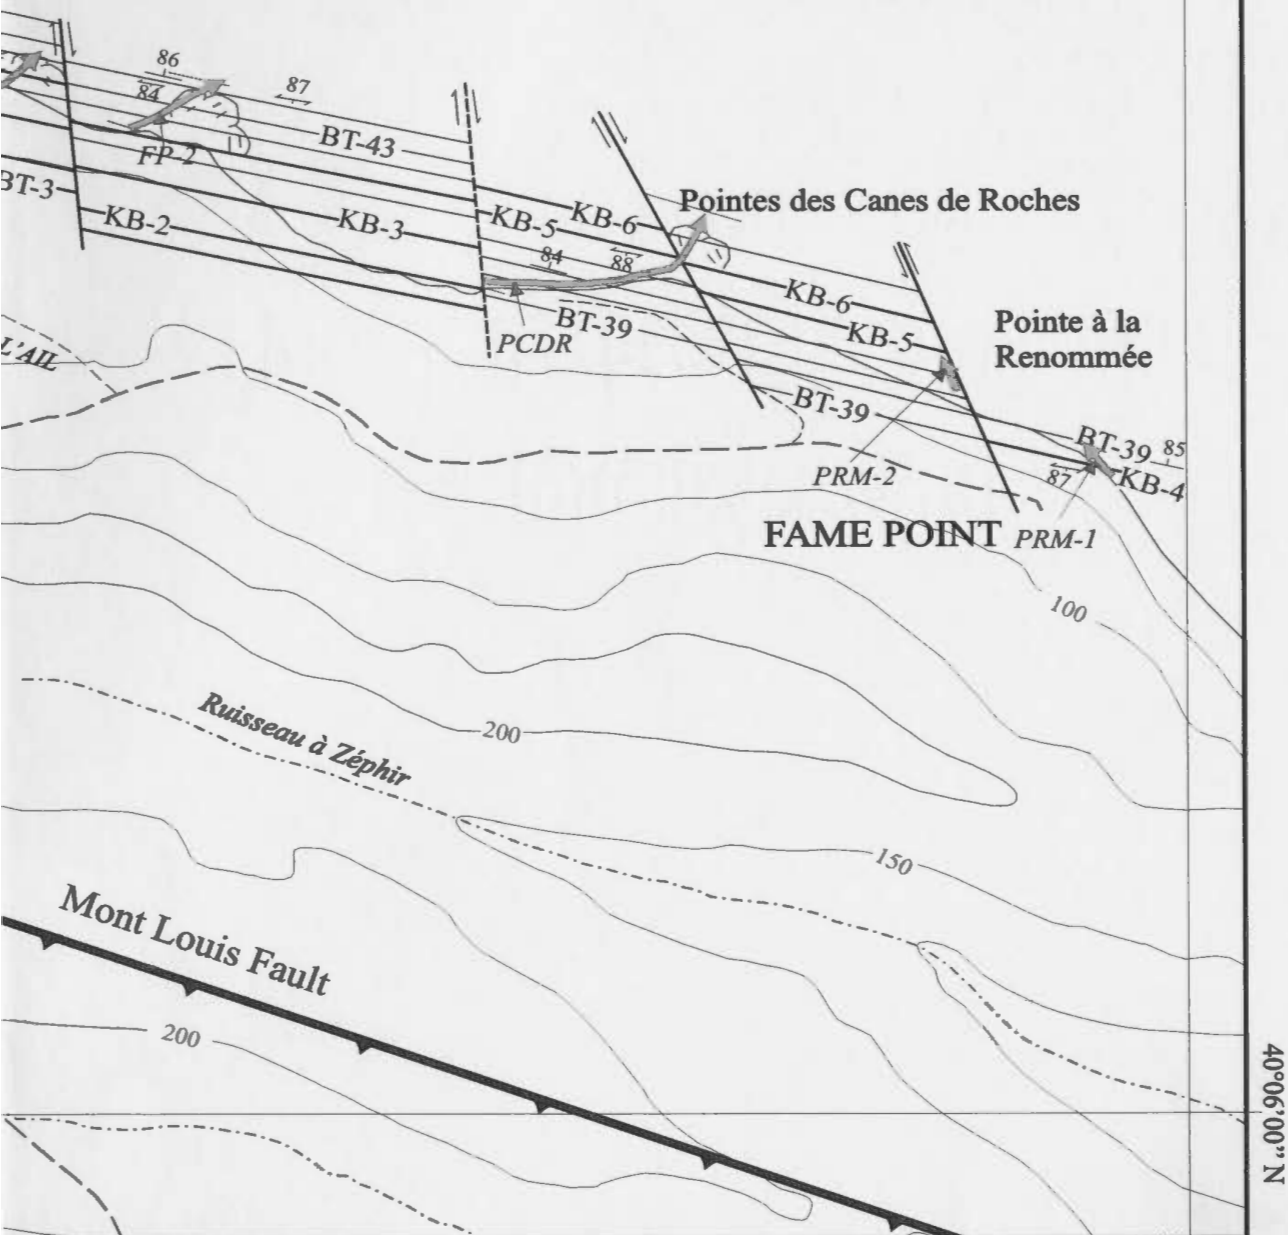 86
84
87
FP-2
BT-43
BT-3
KB-2
KB-3
KB-5
KB-6
Pointes des Canes de Roches
84
88
KB-6
KB-5
Pointe à la
Renommée
BT-39
PCDR
L'AIL
BT-39
BT-39
85
87
KB-4
PRM-2
FAME POINT
PRM-1
100
Ruisseau à Zéphir
200
150
Mont Louis Fault
200
40°06'00" N